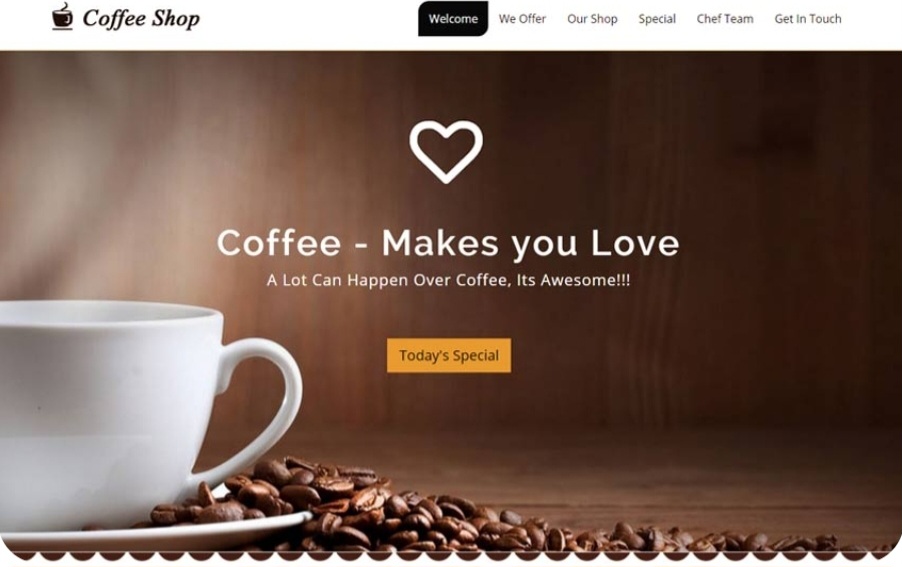 Coffee Shop
Welcome We Offer Our Shop Special Chef Team Get In Touch
Coffee - Makes you Love
A Lot Can Happen Over Coffee, Its Awesome!!!
Today's Special